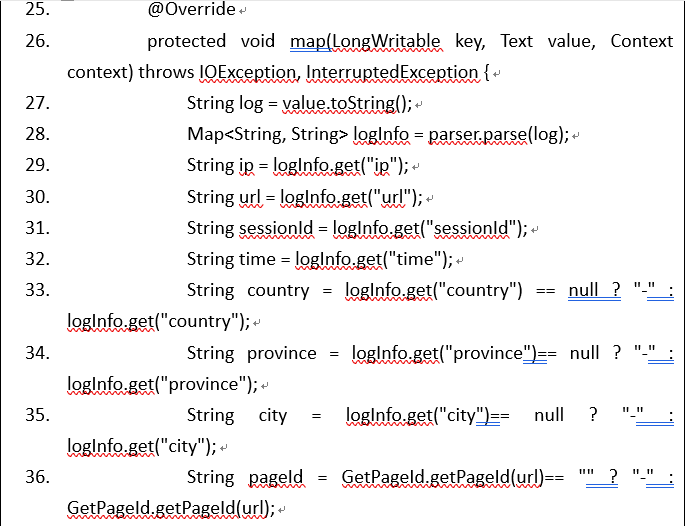 25. @Override
26. protected void map(LongWritable key, Text value, Context
context) throws IOException, InterruptedException {
27. String log = value.toString();
28. Map<String, String> logInfo = parser.parse(log);
29. String ip = logInfo.get("ip");
30. String url = logInfo.get("url");
31. String sessionId = logInfo.get("sessionId");
32. String time = logInfo.get("time");
33. String country = logInfo.get("country") == null ? "-" :
logInfo.get("country");
34. String province = logInfo.get("province")== null ? "-" :
logInfo.get("province");
35. String city = logInfo.get("city")== null ? "-" :
logInfo.get("city");
36. String pageId = GetPageId.getPageId(url)== "" ? "-" :
GetPageId.getPageId(url);